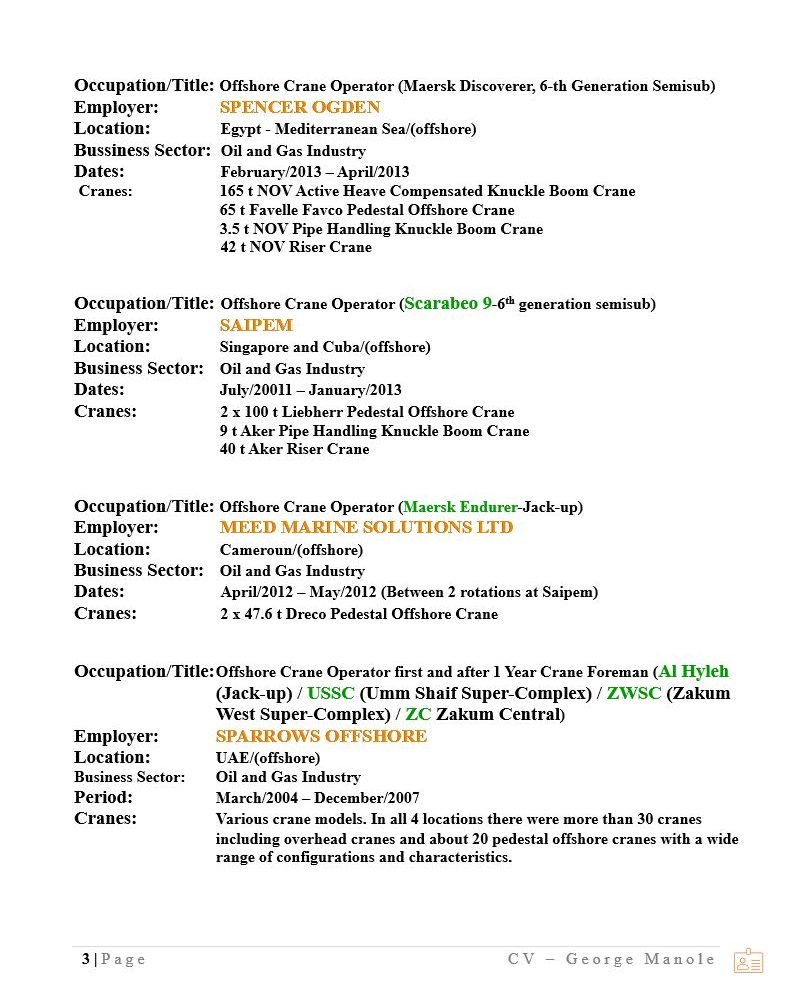 Occupation/Title: Offshore Crane Operator (Maersk Discoverer, 6-th Generation Semisub)
Employer: SPENCER OGDEN
Location: Egypt - Mediterranean Sea/(offshore)
Bussiness Sector: Oil and Gas Industry
Dates: February/2013 – April/2013
Cranes: 165 t NOV Active Heave Compensated Knuckle Boom Crane
65 t Favelle Favco Pedestal Offshore Crane
3.5 t NOV Pipe Handling Knuckle Boom Crane
42 t NOV Riser Crane
Occupation/Title: Offshore Crane Operator (Scarabeo 9-6th generation semisub)
Employer: SAIPEM
Location: Singapore and Cuba/(offshore)
Business Sector: Oil and Gas Industry
Dates: July/20011 – January/2013
Cranes: 2 x 100 t Liebherr Pedestal Offshore Crane
9 t Aker Pipe Handling Knuckle Boom Crane
40 t Aker Riser Crane
Occupation/Title: Offshore Crane Operator (Maersk Endurer-Jack-up)
Employer: MEED MARINE SOLUTIONS LTD
Location: Cameroun/(offshore)
Business Sector: Oil and Gas Industry
Dates: April/2012 – May/2012 (Between 2 rotations at Saipem)
Cranes: 2 x 47.6 t Dreco Pedestal Offshore Crane
Occupation/Title: Offshore Crane Operator first and after 1 Year Crane Foreman (Al Hyleh
(Jack-up) / USSC (Umm Shaif Super-Complex) / ZWSC (Zakum
West Super-Complex) / ZC Zakum Central)
Employer: SPARROWS OFFSHORE
Location: UAE/(offshore)
Business Sector: Oil and Gas Industry
Period: March/2004 – December/2007
Cranes: Various crane models. In all 4 locations there were more than 30 cranes
including overhead cranes and about 20 pedestal offshore cranes with a wide
range of configurations and characteristics.
3 | Page CV – George Manole